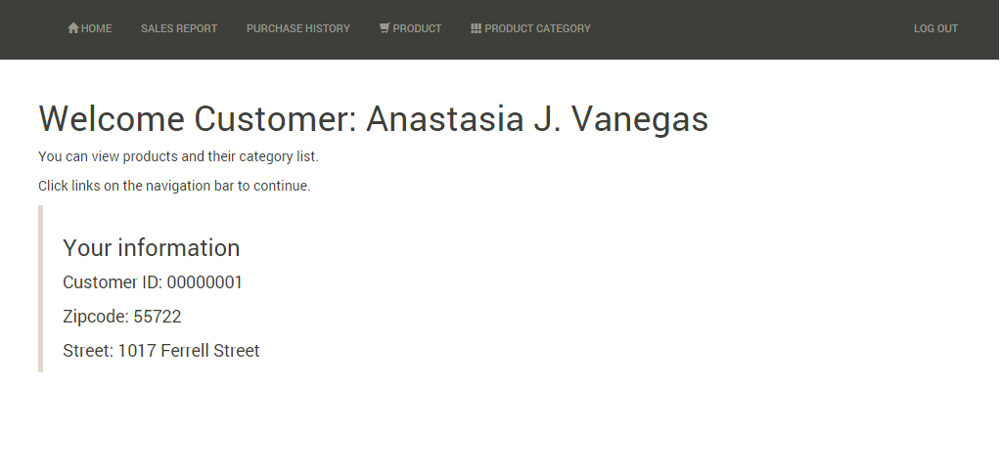 HOME SALES REPORT PURCHASE HISTORY PRODUCT PRODUCT CATEGORY LOG OUT
Welcome Customer: Anastasia J. Vanegas
You can view products and their category list.
Click links on the navigation bar to continue.
Your information
Customer ID: 00000001
Zipcode: 55722
Street: 1017 Ferrell Street